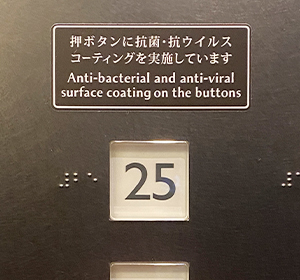 押ボタンに抗菌・抗ウイルス
コーティングを実施しています
Anti-bacterial and anti-viral
surface coating on the buttons
25